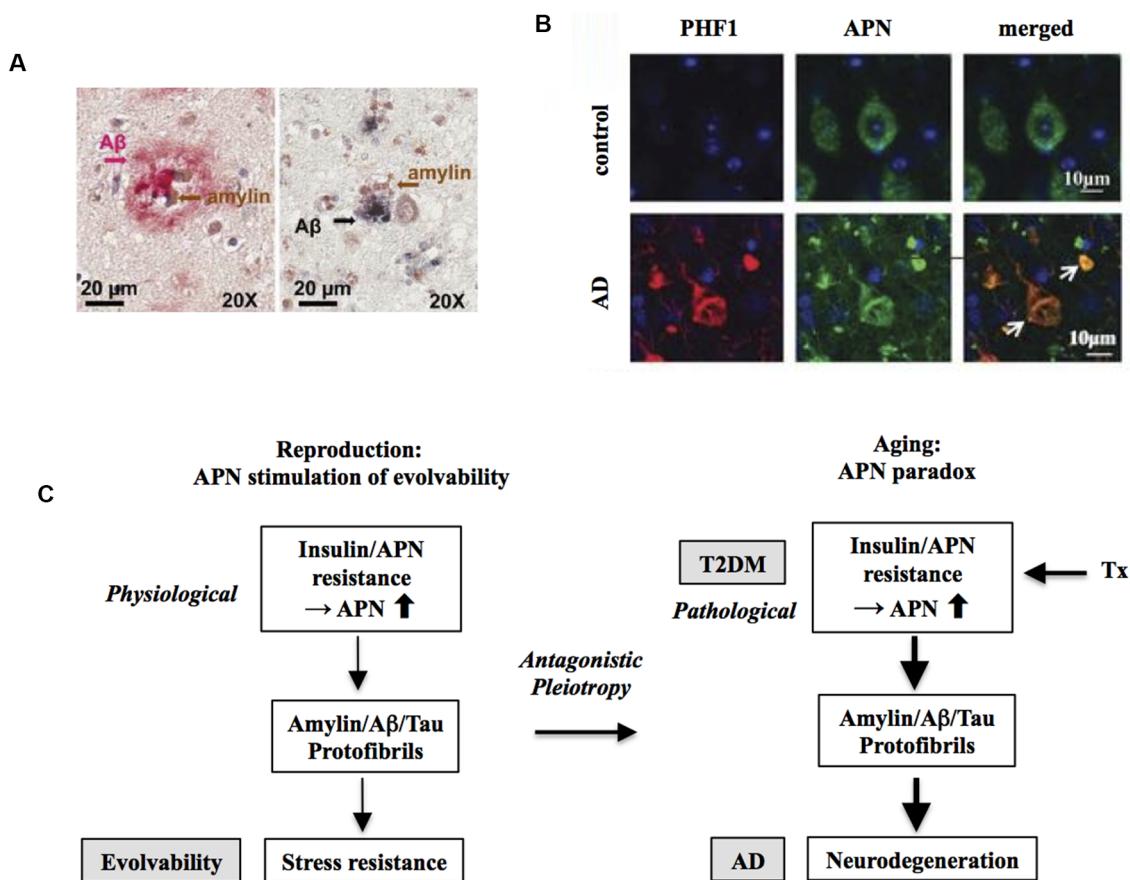 A
Aβ
amylin
20 µm
20X
amylin
Aβ
20 µm
20X
B
PHF1
APN
merged
control
10µm
AD
10µm
C
Reproduction:
APN stimulation of evolvability
Physiological
Insulin/APN
resistance
→ APN ⬆
Amylin/Aβ/Tau
Protofibrils
Evolvability
Stress resistance
Antagonistic
Pleiotropy
Aging:
APN paradox
T2DM
Pathological
Insulin/APN
resistance
→ APN ⬆
Tx
Amylin/Aβ/Tau
Protofibrils
AD
Neurodegeneration